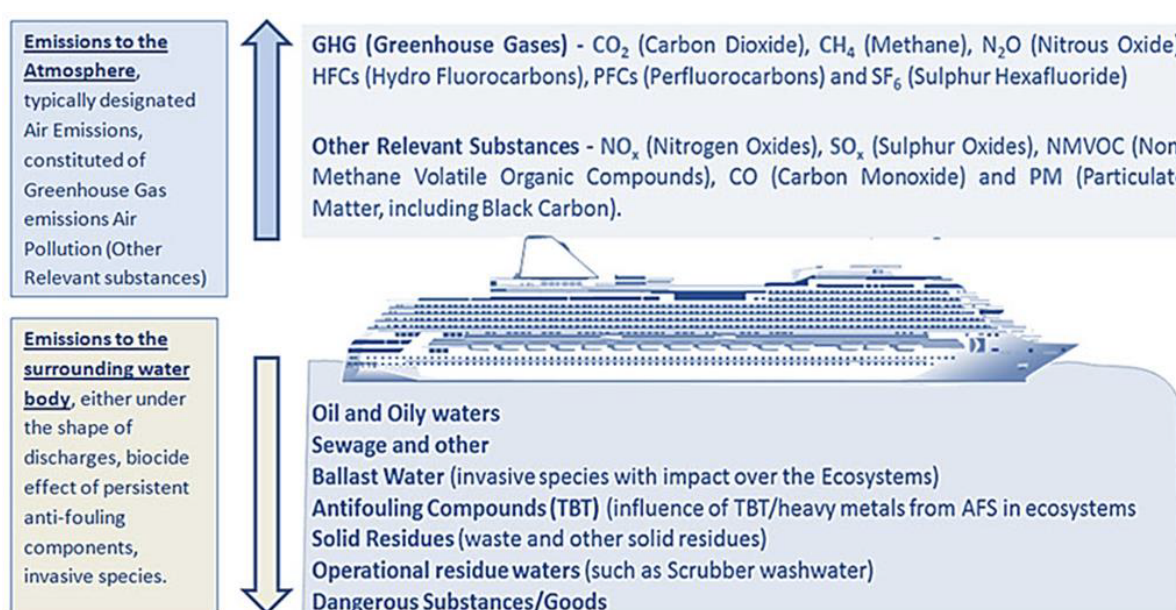 Emissions to the
Atmosphere,
typically designated
Air Emissions,
constituted of
Greenhouse Gas
emissions Air
Pollution (Other
Relevant substances)
GHG (Greenhouse Gases) - CO₂ (Carbon Dioxide), CH₄ (Methane), N₂O (Nitrous Oxide)
HFCs (Hydro Fluorocarbons), PFCs (Perfluorocarbons) and SF₆ (Sulphur Hexafluoride)
Other Relevant Substances - NOₓ (Nitrogen Oxides), SOₓ (Sulphur Oxides), NMVOC (Non
Methane Volatile Organic Compounds), CO (Carbon Monoxide) and PM (Particulate
Matter, including Black Carbon).
Emissions to the
surrounding water
body, either under
the shape of
discharges, biocide
effect of persistent
anti-fouling
components,
invasive species.
Oil and Oily waters
Sewage and other
Ballast Water (invasive species with impact over the Ecosystems)
Antifouling Compounds (TBT) (influence of TBT/heavy metals from AFS in ecosystems
Solid Residues (waste and other solid residues)
Operational residue waters (such as Scrubber washwater)
Dangerous Substances/Goods